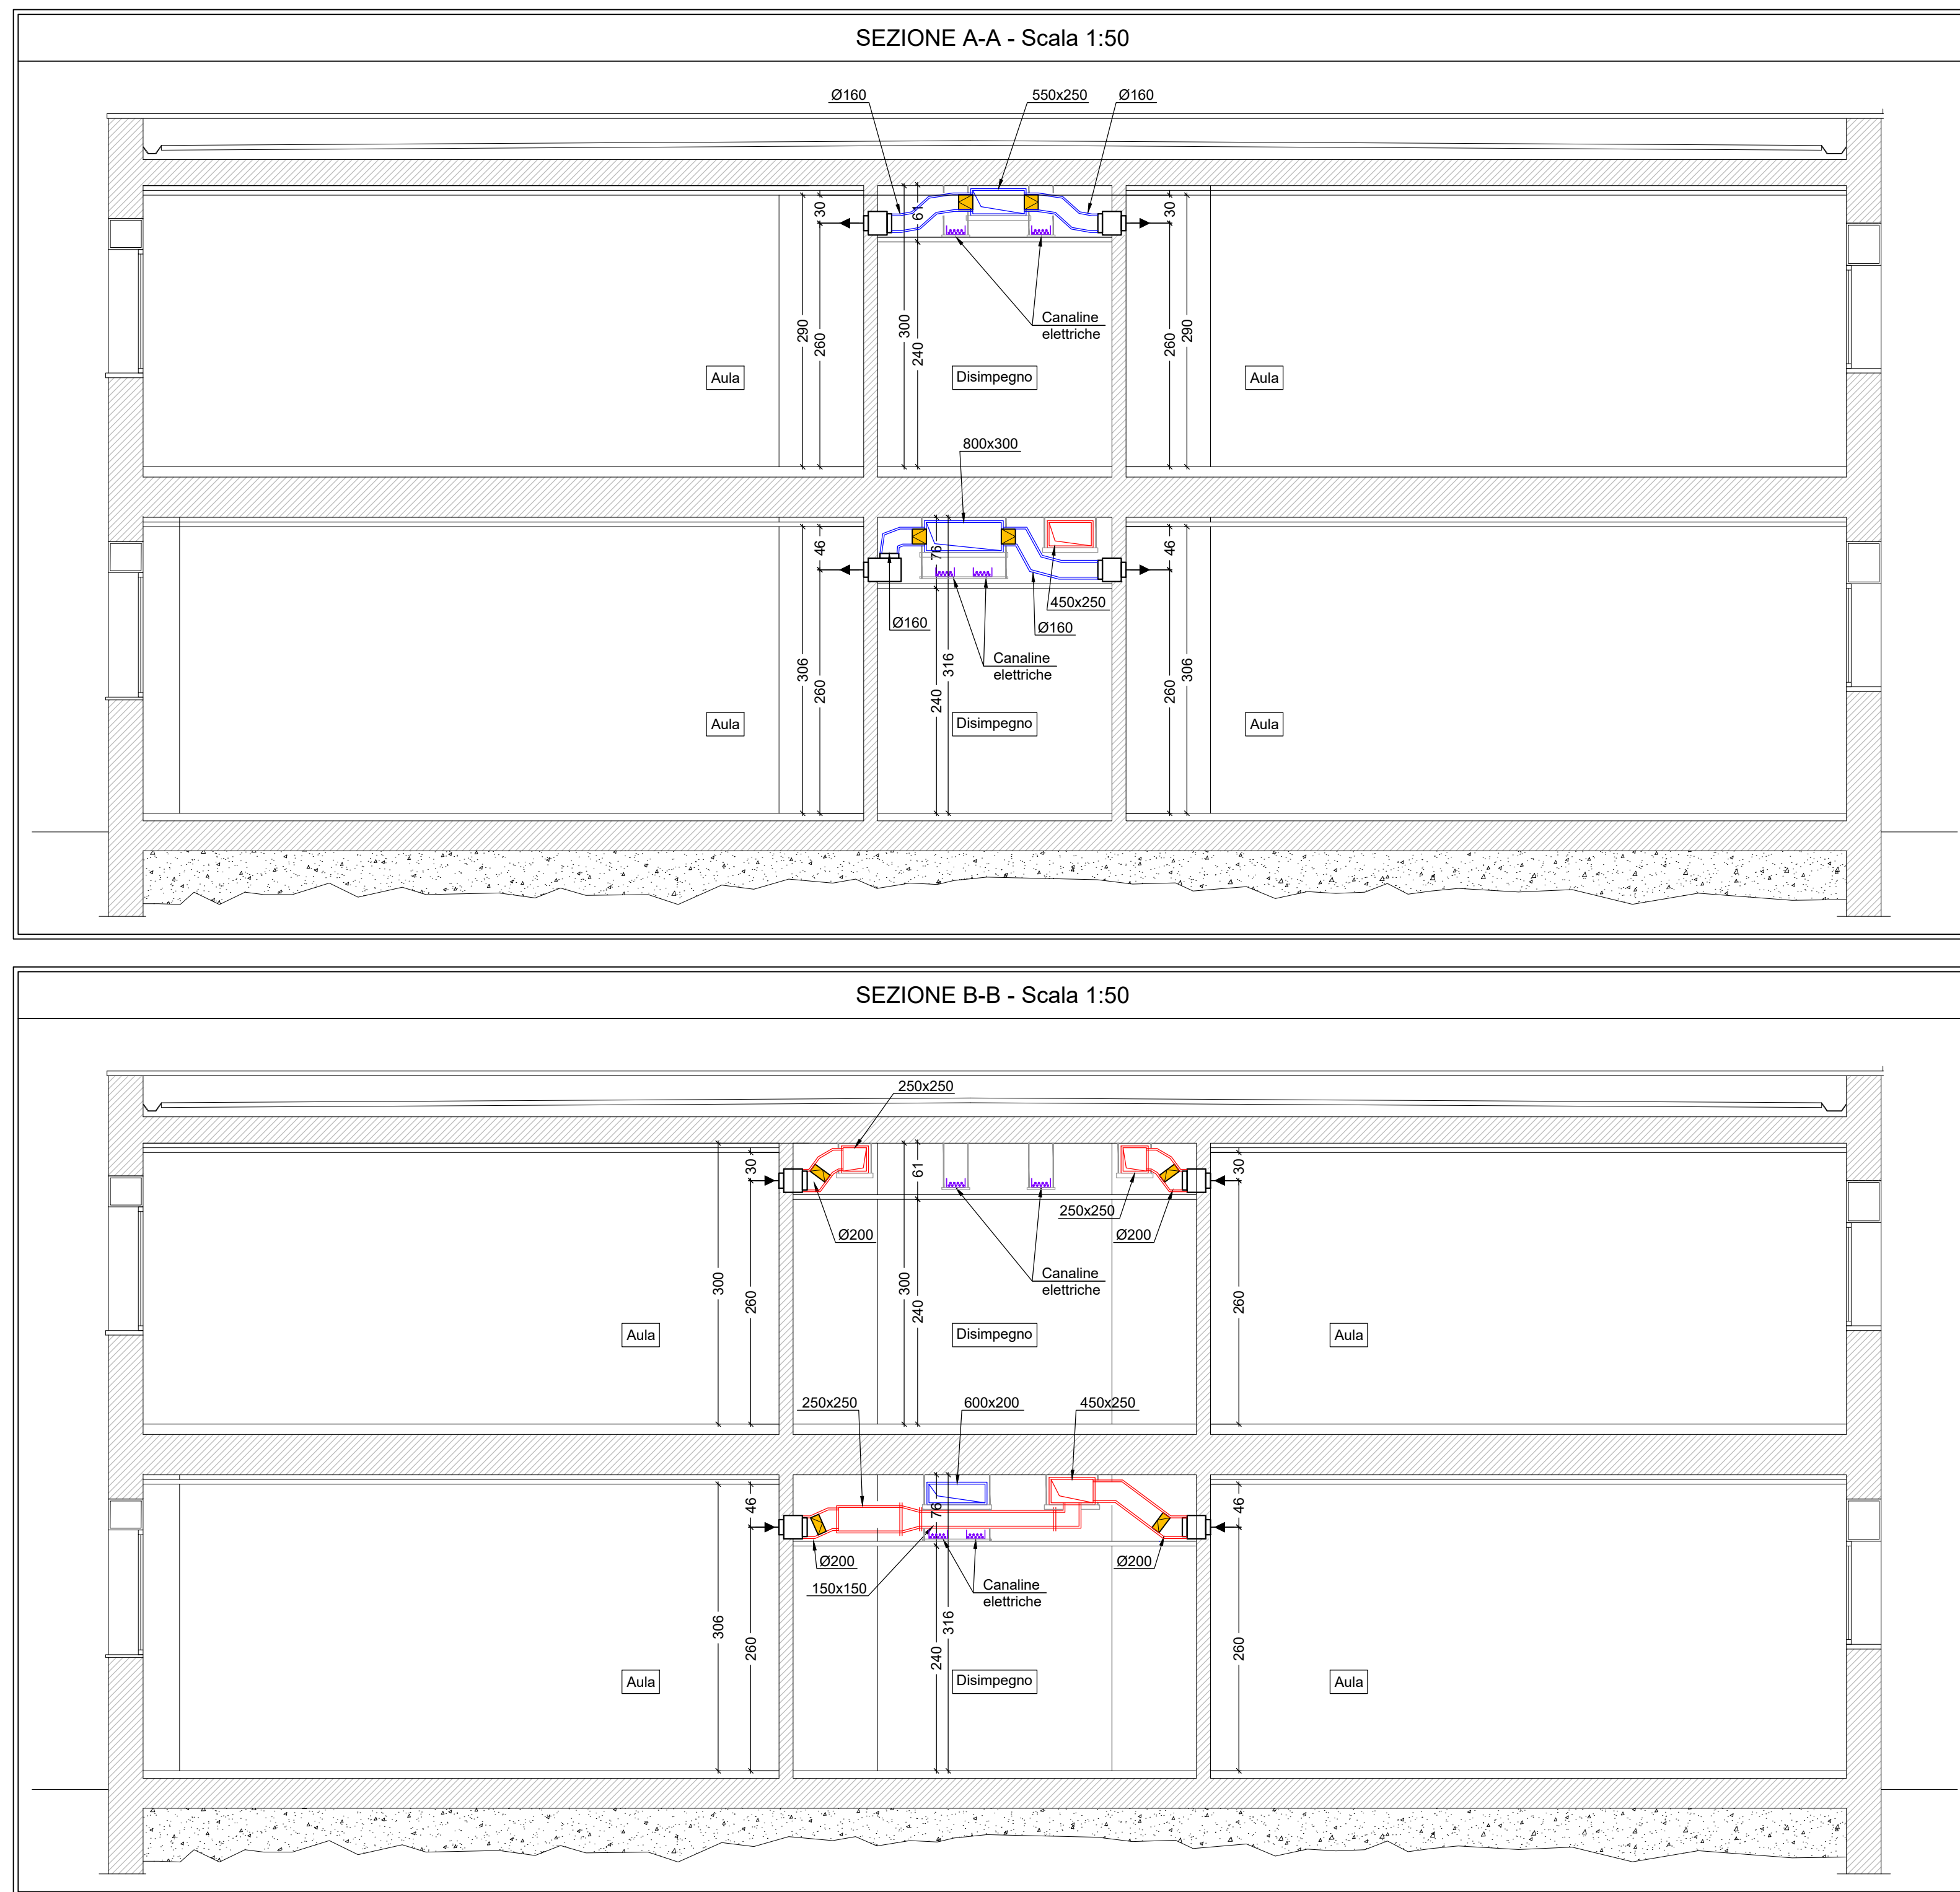 SEZIONE A-A - Scala 1:50
Ø160
550x250
Ø160
30
61
30
290
260
300
240
260
290
Canaline
elettriche
Aula
Disimpegno
Aula
800x300
46
76
46
450x250
Ø160
Ø160
Canaline
elettriche
306
260
240
316
260
306
Aula
Disimpegno
Aula
SEZIONE B-B - Scala 1:50
250x250
30
61
30
250x250
Ø200
Ø200
Canaline
elettriche
300
260
300
240
260
Aula
Disimpegno
Aula
250x250
600x200
450x250
46
76
46
Ø200
Ø200
150x150
Canaline
elettriche
306
260
240
316
260
Aula
Disimpegno
Aula